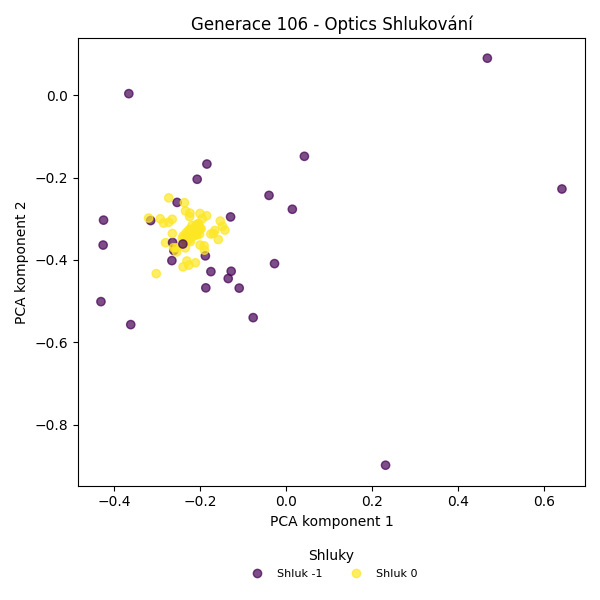 Generace 106 - Optics Shlukování
PCA komponent 2
0.0
−0.2
−0.4
−0.6
−0.8
−0.4
−0.2
0.0
0.2
0.4
0.6
PCA komponent 1
Shluky
Shluk -1
Shluk 0